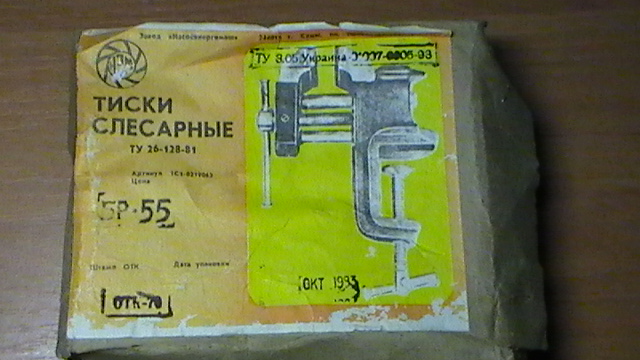 Завод «Насосэнергомаш»
ТУ 3.05 Украина
ТИСКИ
СЛЕСАРНЫЕ
ТУ 26-128-81
Артикул
Цена
БР-55
Штамп ОТК Дата упаковки
ОТК-70
ОКТ 1993